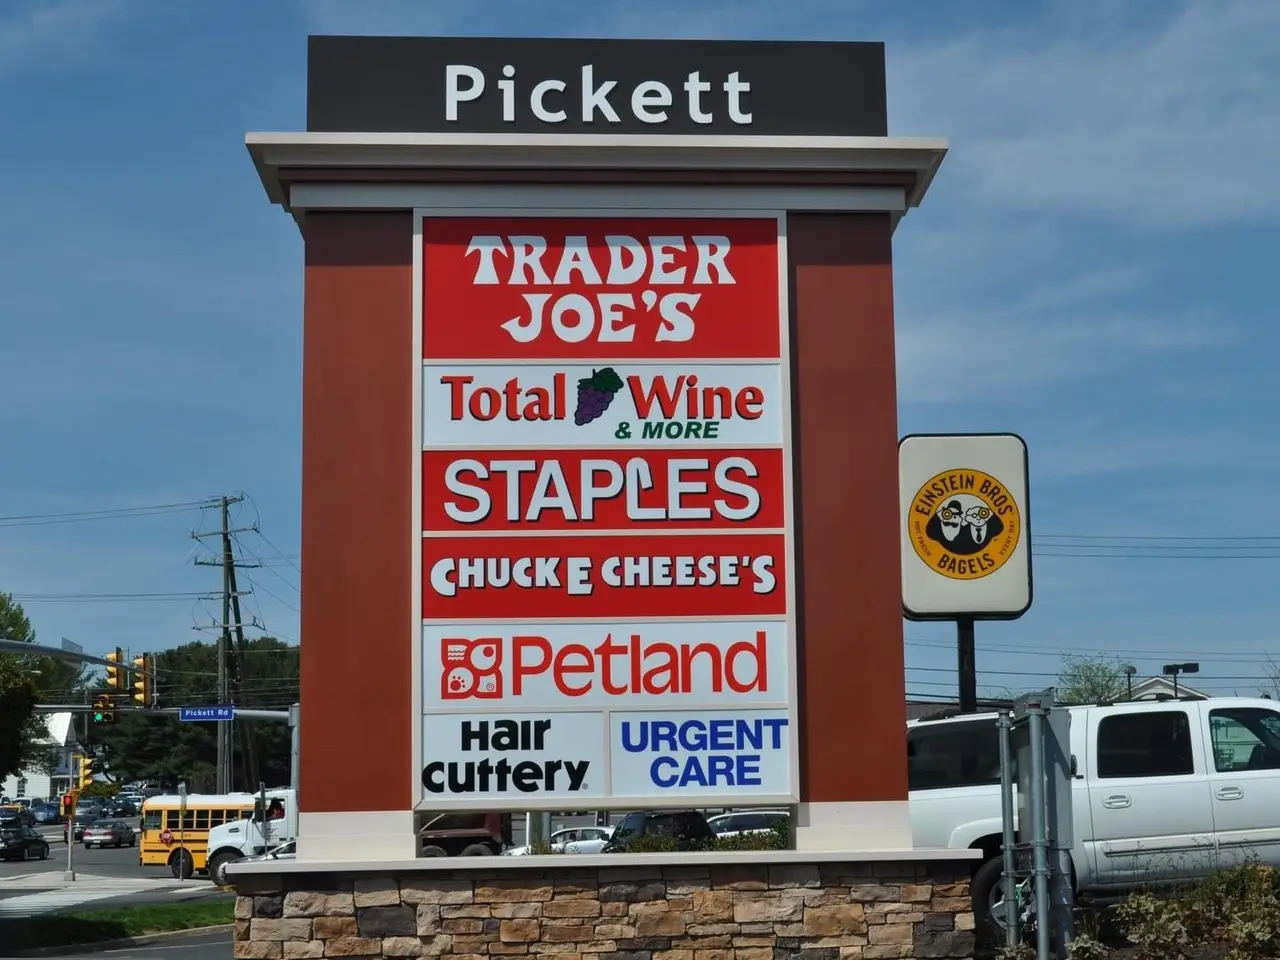 Pickett
TRADER
JOE'S
Total Wine
& MORE
STAPLES
CHUCK E CHEESE'S
Petland
Hair
cuttery
URGENT
CARE
EINSTEIN BROS
BAGELS
Pickett Rd